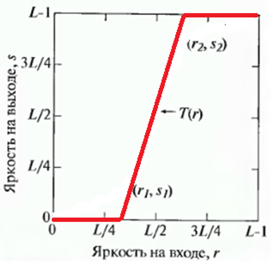 L-1
(r₂, s₂)
3L/4
L/2
T(r)
L/4
(r₁, s₁)
0
0 L/4 L/2 3L/4 L-1
Яркость на входе, r
Яркость на выходе, s